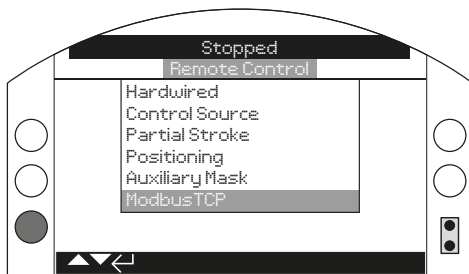 Stopped
Remote Control
Hardwired
Control Source
Partial Stroke
Positioning
Auxiliary Mask
ModbusTCP